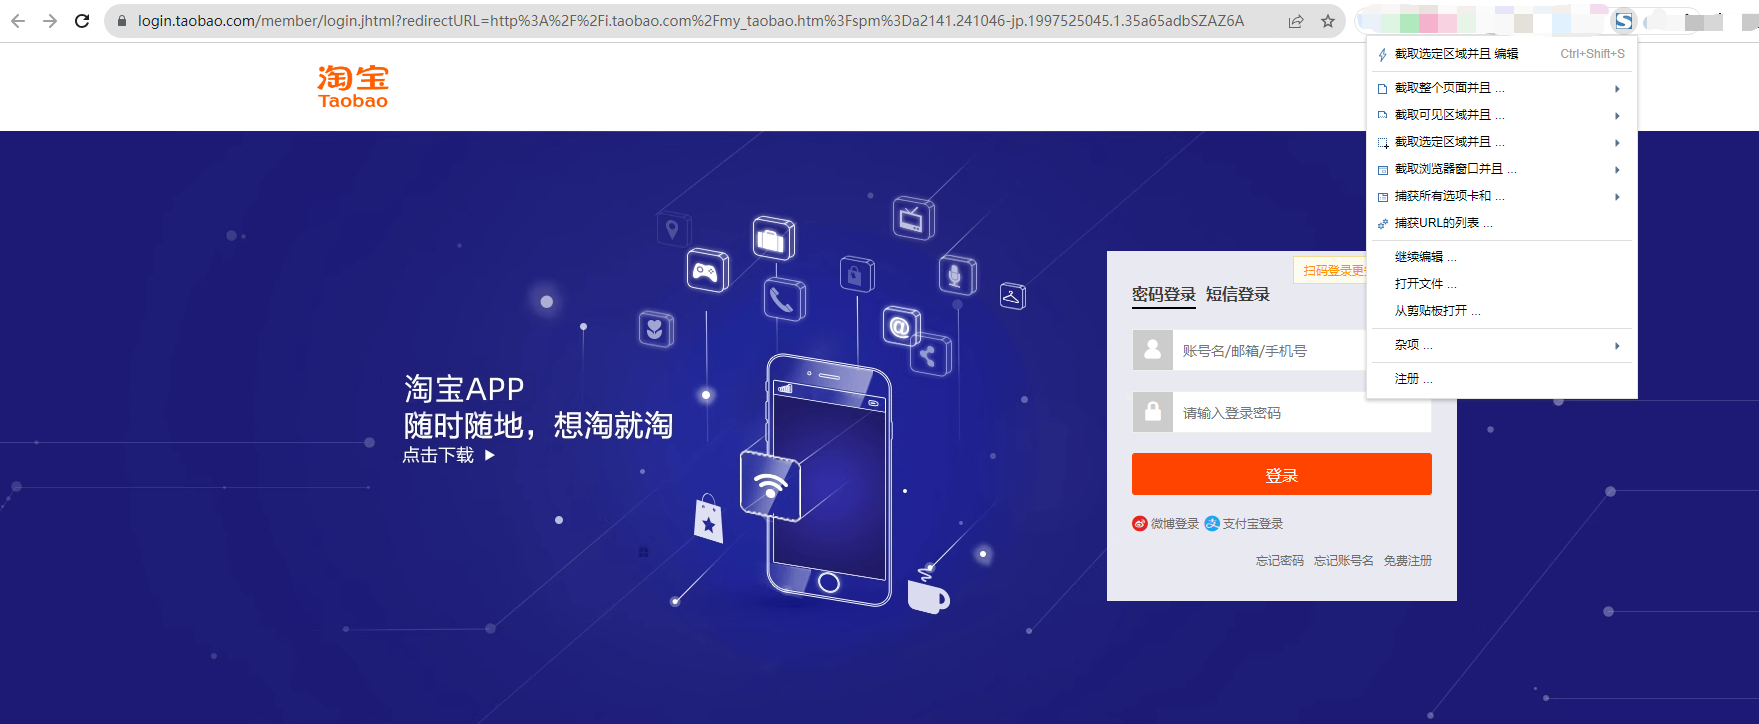 login.taobao.com/member/login.jhtml?redirectURL=http%3A%2F%2Fi.taobao.com%2Fmy_taobao.htm%3Fspm%3Da2141.241046-jp.1997525045.1.35a65adbSZAZ6A
淘宝
Taobao
截取选定区域并且 编辑 Ctrl+Shift+S
截取整个页面并且 ...
截取可见区域并且 ...
截取选定区域并且 ...
截取浏览器窗口并且 ...
捕获所有选项卡和 ...
捕获URL的列表 ...
继续编辑 ...
打开文件 ...
从剪贴板打开 ...
杂项 ...
注册 ...
淘宝APP
随时随地，想淘就淘
点击下载
扫码登录更
密码登录 短信登录
账号名/邮箱/手机号
请输入登录密码
登录
微博登录 支付宝登录
忘记密码 忘记账号名 免费注册